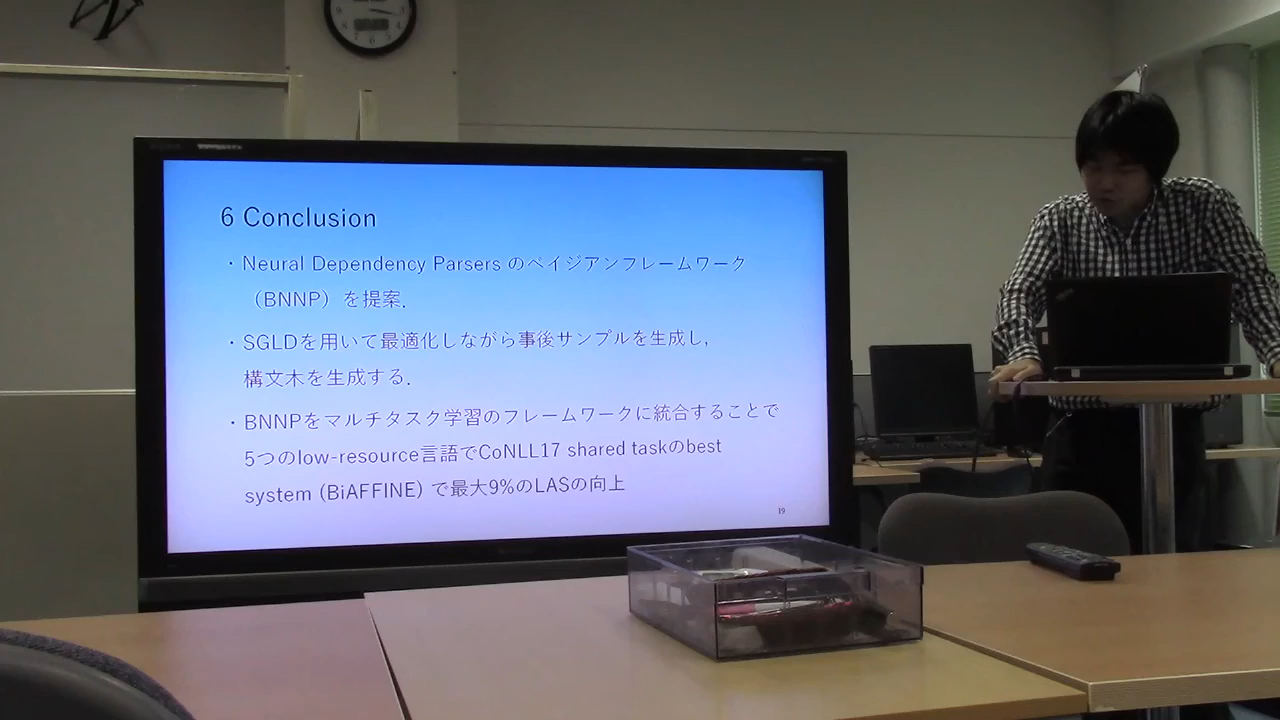 6 Conclusion
・Neural Dependency Parsers のベイジアンフレームワーク
（BNNP）を提案．
・SGLDを用いて最適化しながら事後サンプルを生成し，
構文木を生成する．
・BNNPをマルチタスク学習のフレームワークに統合することで
5つのlow-resource言語でCoNLL17 shared taskのbest
system (BiAFFINE) で最大9%のLASの向上
19